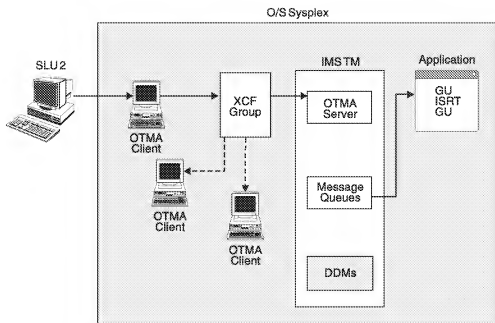 O/S Sysplex
SLU 2
IMS TM
Application
XCF
Group
OTMA
Server
GU
ISRT
GU
OTMA
Client
Message
Queues
OTMA
Client
OTMA
Client
DDMs